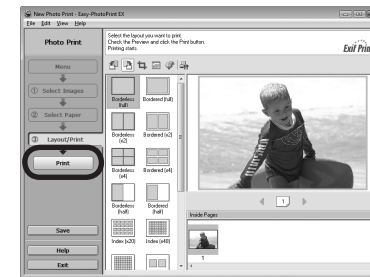 New Photo Print - Easy-PhotoPrint EX
File Edit View Help
Photo Print
Select the layout you want to print.
Check the Preview and click the Print button.
Printing starts.
Exif Prin
Menu
① Select Images
② Select Paper
③ Layout/Print
Print
Save
Help
Exit
Borderless (full)
Bordered (full)
Borderless (x2)
Bordered (x2)
Borderless (x4)
Bordered (x4)
Borderless (half)
Bordered (half)
Index (x20)
Index (x40)
1
Inside Pages
1